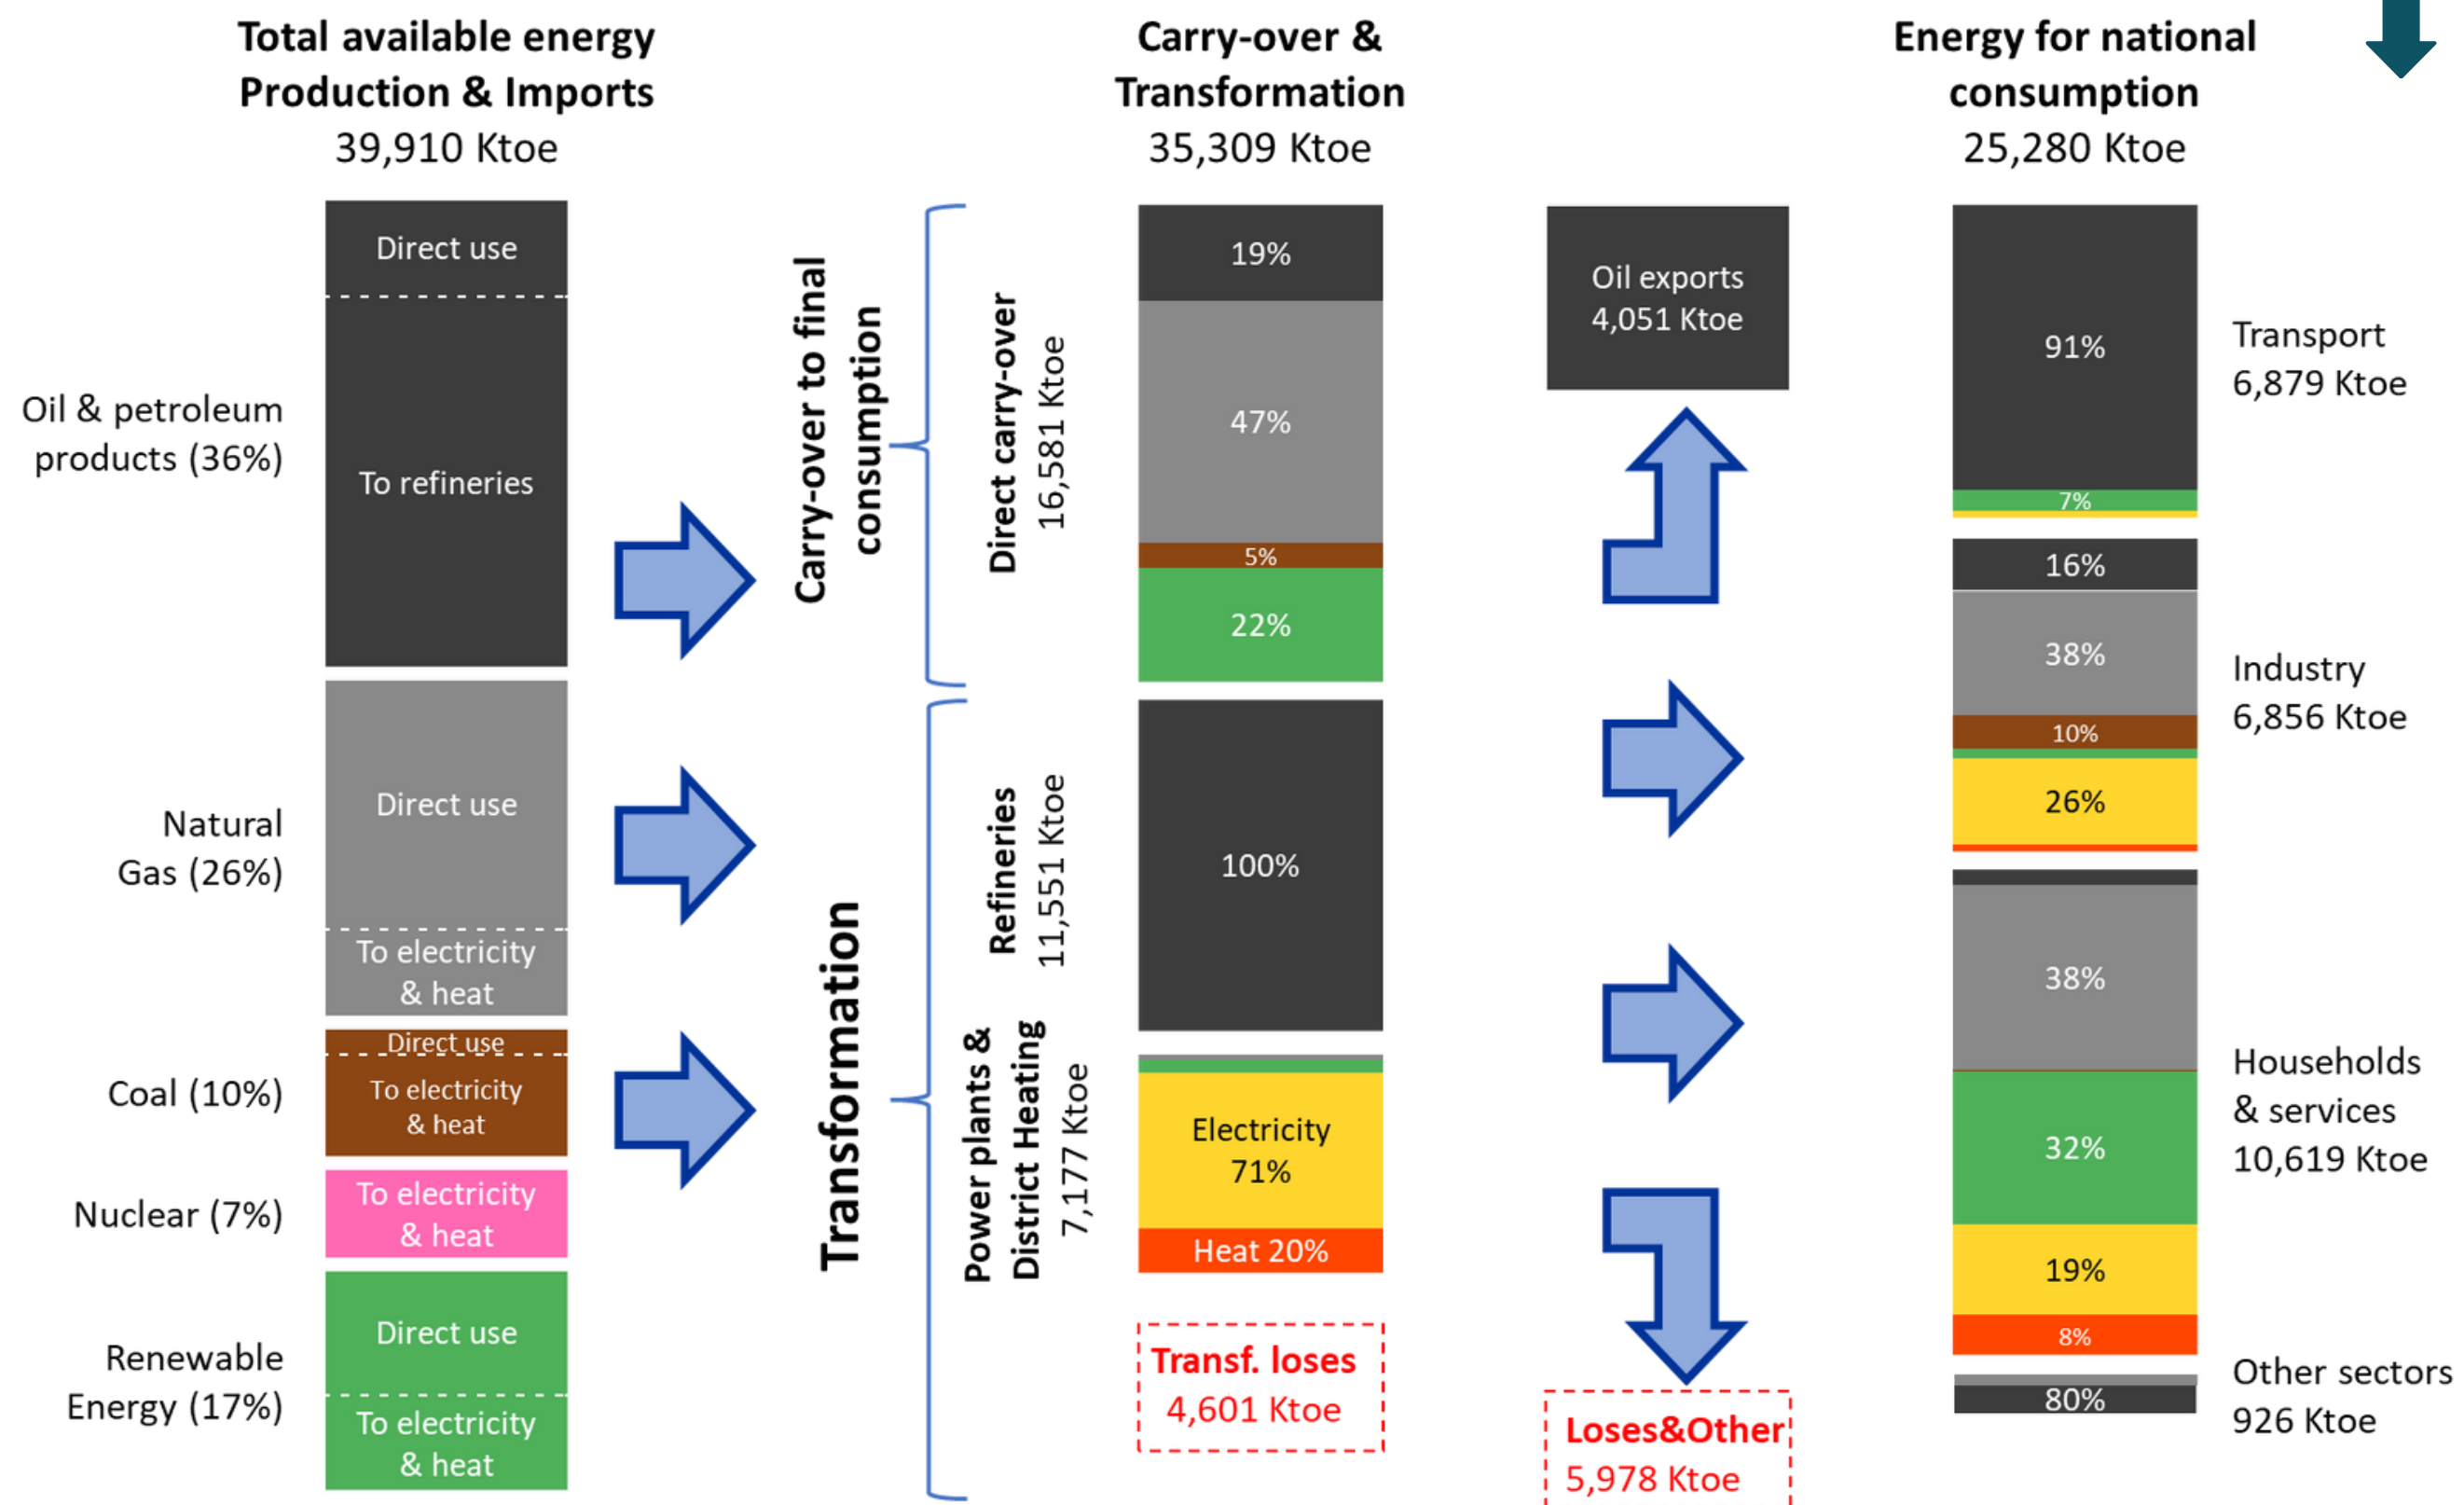 Total available energy
Production & Imports
39,910 Ktoe
Carry-over &
Transformation
35,309 Ktoe
Energy for national
consumption
25,280 Ktoe
Oil & petroleum
products (36%)
Direct use
To refineries
Natural
Gas (26%)
Direct use
To electricity
& heat
Coal (10%)
Direct use
To electricity
& heat
Nuclear (7%)
To electricity
& heat
Renewable
Energy (17%)
Direct use
To electricity
& heat
Carry-over to final
consumption
Direct carry-over
16,581 Ktoe
19%
47%
5%
22%
Transformation
Refineries
11,551 Ktoe
100%
Power plants &
District Heating
7,177 Ktoe
Electricity
71%
Heat 20%
Transf. loses
4,601 Ktoe
Oil exports
4,051 Ktoe
Loses&Other
5,978 Ktoe
91%
7%
Transport
6,879 Ktoe
16%
38%
10%
26%
Industry
6,856 Ktoe
38%
32%
19%
8%
Households
& services
10,619 Ktoe
80%
Other sectors
926 Ktoe